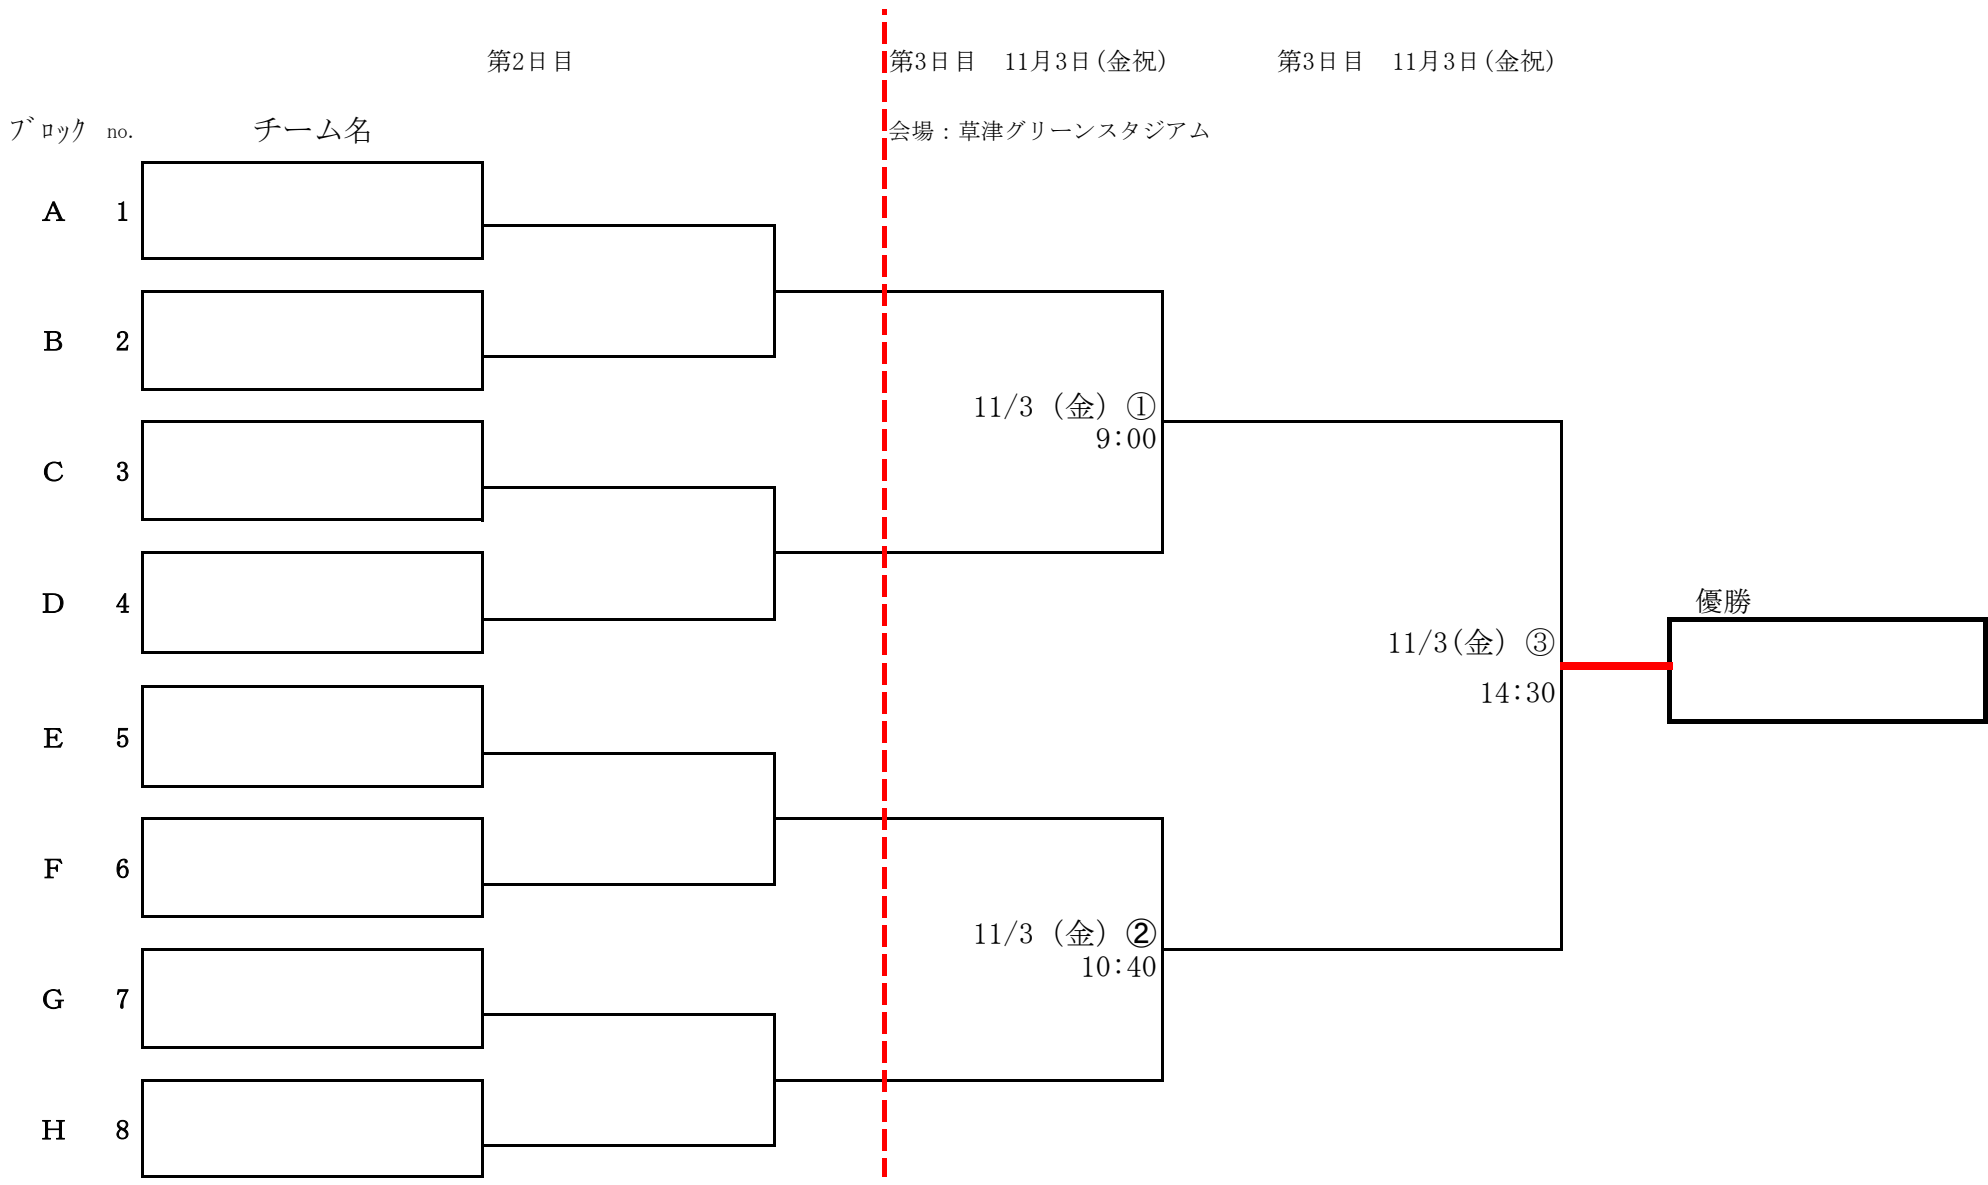 第2日目
第3日目　11月3日(金祝)
第3日目　11月3日(金祝)
ﾌﾞﾛｯｸ no. チーム名
会場：草津グリーンスタジアム
A 1
B 2
11/3 (金) ①
9:00
C 3
D 4
優勝
11/3(金) ③
14:30
E 5
F 6
11/3 (金) ②
10:40
G 7
H 8